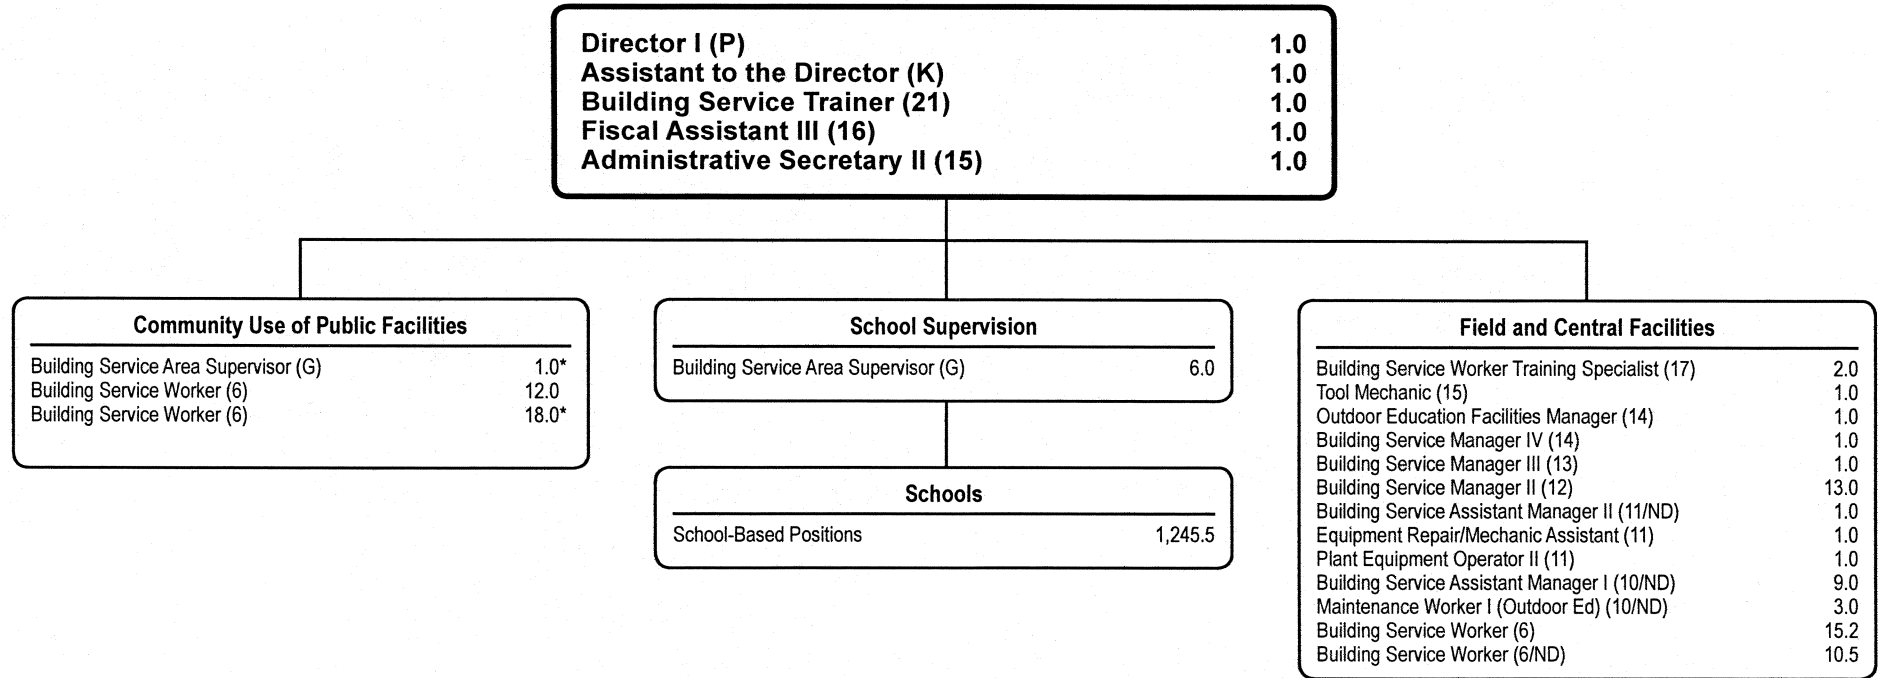 Director I (P) 1.0
Assistant to the Director (K) 1.0
Building Service Trainer (21) 1.0
Fiscal Assistant III (16) 1.0
Administrative Secretary II (15) 1.0
Community Use of Public Facilities
Building Service Area Supervisor (G) 1.0*
Building Service Worker (6) 12.0
Building Service Worker (6) 18.0*
School Supervision
Building Service Area Supervisor (G) 6.0
Schools
School-Based Positions 1,245.5
Field and Central Facilities
Building Service Worker Training Specialist (17) 2.0
Tool Mechanic (15) 1.0
Outdoor Education Facilities Manager (14) 1.0
Building Service Manager IV (14) 1.0
Building Service Manager III (13) 1.0
Building Service Manager II (12) 13.0
Building Service Assistant Manager II (11/ND) 1.0
Equipment Repair/Mechanic Assistant (11) 1.0
Plant Equipment Operator II (11) 1.0
Building Service Assistant Manager I (10/ND) 9.0
Maintenance Worker I (Outdoor Ed) (10/ND) 3.0
Building Service Worker (6) 15.2
Building Service Worker (6/ND) 10.5